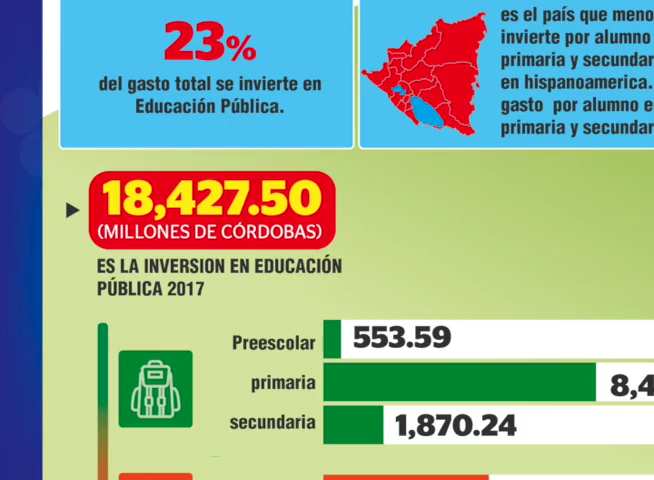 23%
del gasto total se invierte en
Educación Pública.
es el país que meno
invierte por alumno
primaria y secundar
en hispanoamerica.
gasto por alumno e
primaria y secundar
18,427.50
(MILLONES DE CÓRDOBAS)
ES LA INVERSION EN EDUCACIÓN
PÚBLICA 2017
Preescolar 553.59
primaria 8,4
secundaria 1,870.24